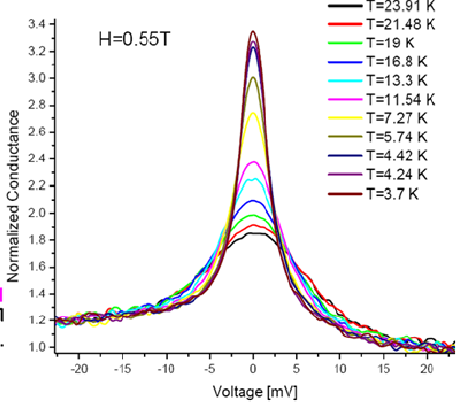 T=23.91 K
T=21.48 K
T=19 K
T=16.8 K
T=13.3 K
T=11.54 K
T=7.27 K
T=5.74 K
T=4.42 K
T=4.24 K
T=3.7 K
H=0.55T
Normalized Conductance
3.4
3.2
3.0
2.8
2.6
2.4
2.2
2.0
1.8
1.6
1.4
1.2
1.0
-20 -15 -10 -5 0 5 10 15 20
Voltage [mV]